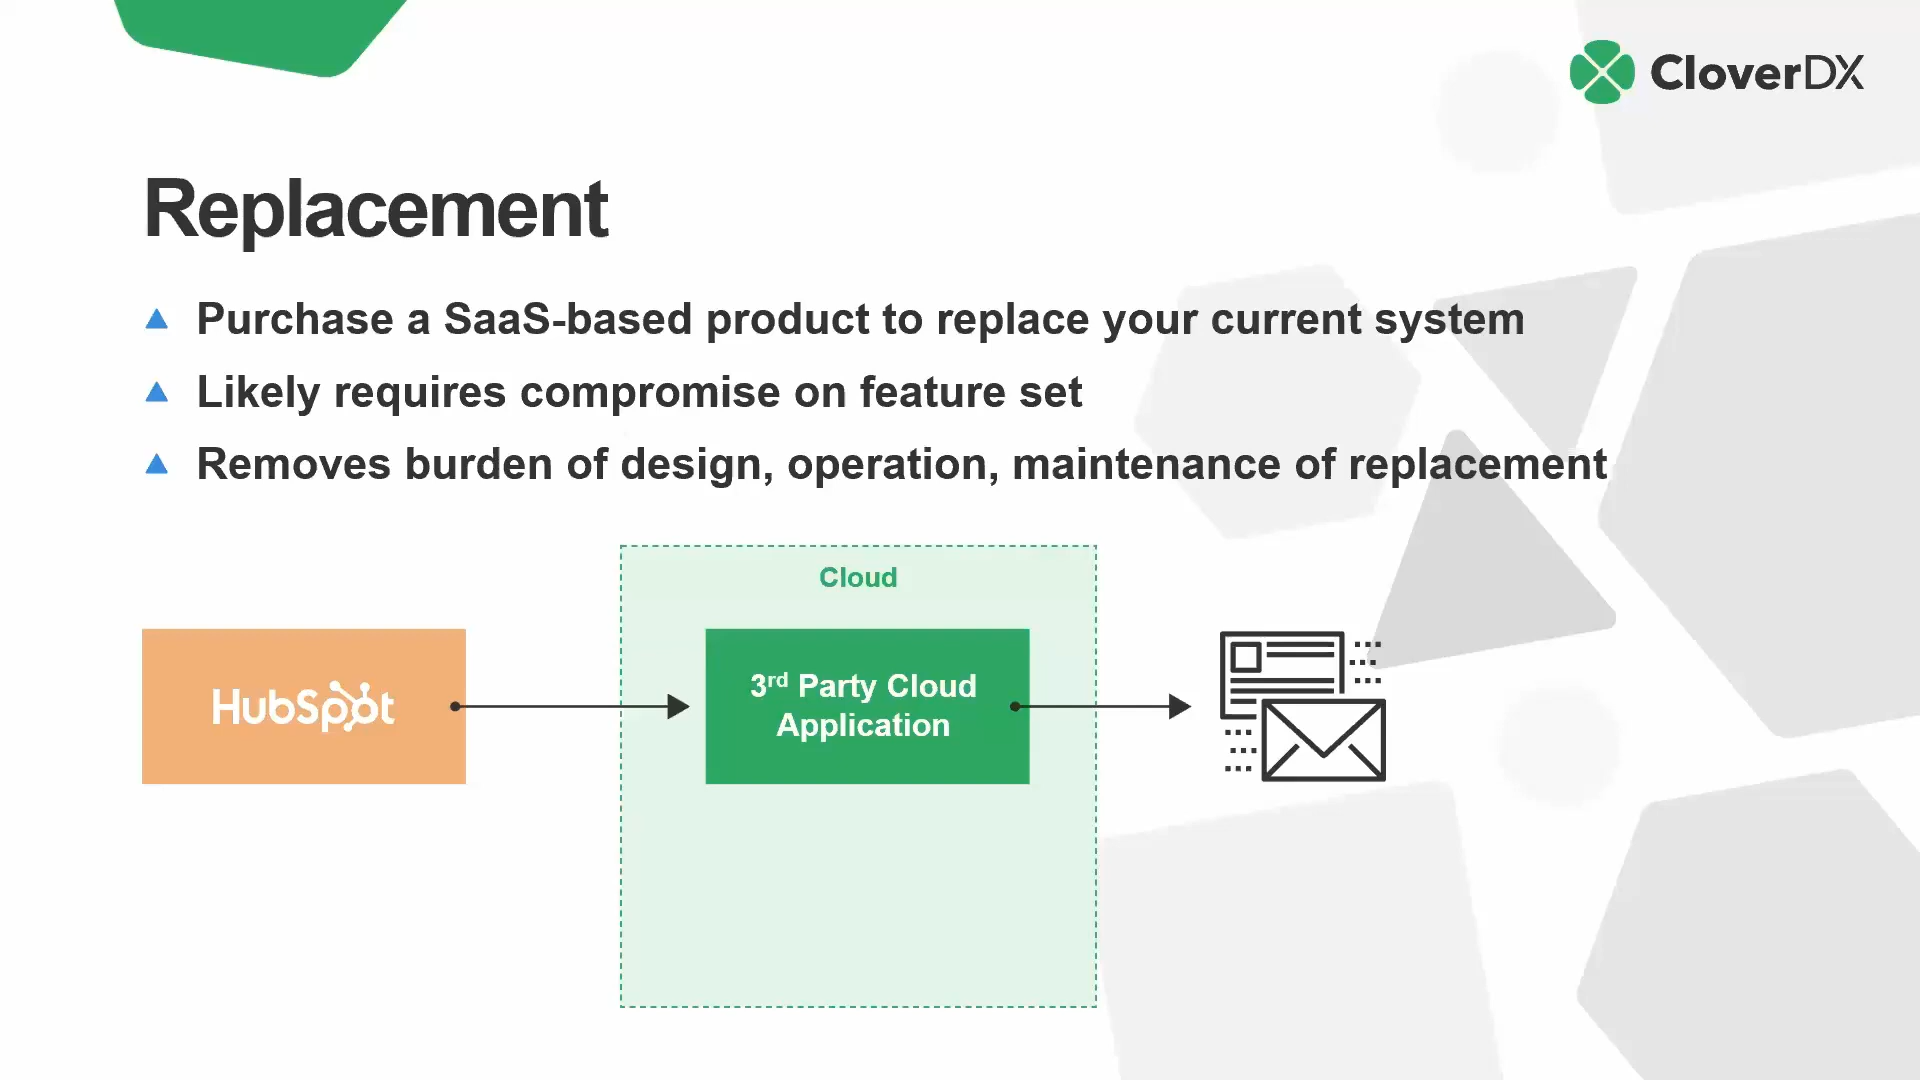 CloverDX
Replacement
Purchase a SaaS-based product to replace your current system
Likely requires compromise on feature set
Removes burden of design, operation, maintenance of replacement
Cloud
HubSpot
3rd Party Cloud
Application